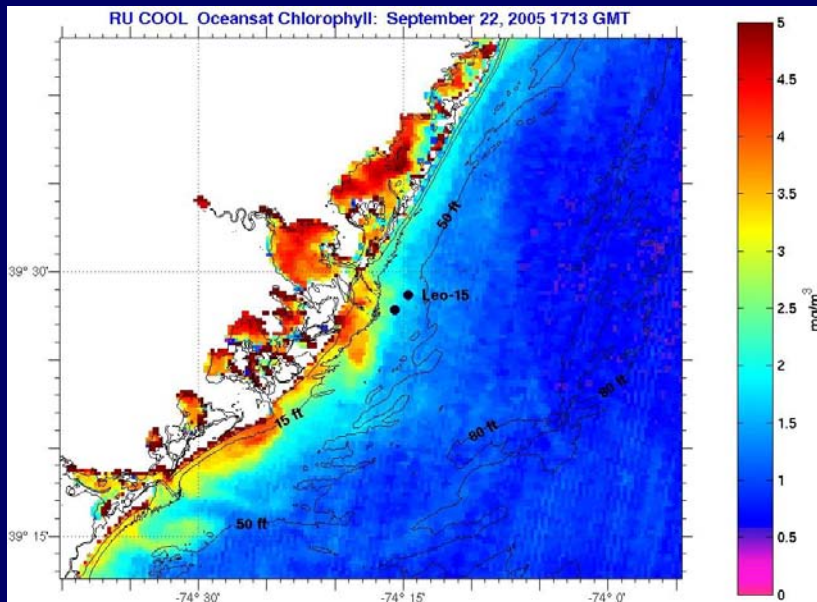 RU COOL Oceansat Chlorophyll: September 22, 2005 1713 GMT
5
4.5
4
3.5
3
2.5
2
1.5
1
0.5
0
mg/m³
50 ft
39° 30'
Leo-15
15 ft
80 ft
80 ft
50 ft
39° 15'
-74° 30'
-74° 15'
-74° 0'